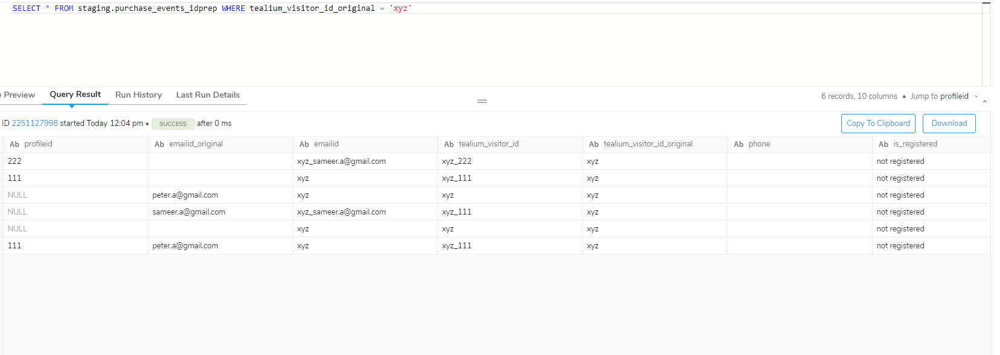 SELECT * FROM staging.purchase_events_idprep WHERE tealium_visitor_id_original = 'xyz'
e Preview Query Result Run History Last Run Details 6 records, 10 columns • Jump to profileid
ID 2251127998 started Today 12:04 pm • SUCCESS after 0 ms Copy To Clipboard Download
Ab profileid Ab emailid_original Ab emailid Ab tealium_visitor_id Ab tealium_visitor_id_original Ab phone Ab is_registered
222 xyz_sameer.a@gmail.com xyz_222 xyz not registered
111 xyz xyz_111 xyz not registered
NULL peter.a@gmail.com xyz xyz xyz not registered
NULL sameer.a@gmail.com xyz_sameer.a@gmail.com xyz_111 xyz not registered
NULL xyz xyz xyz not registered
111 peter.a@gmail.com xyz xyz_111 xyz not registered